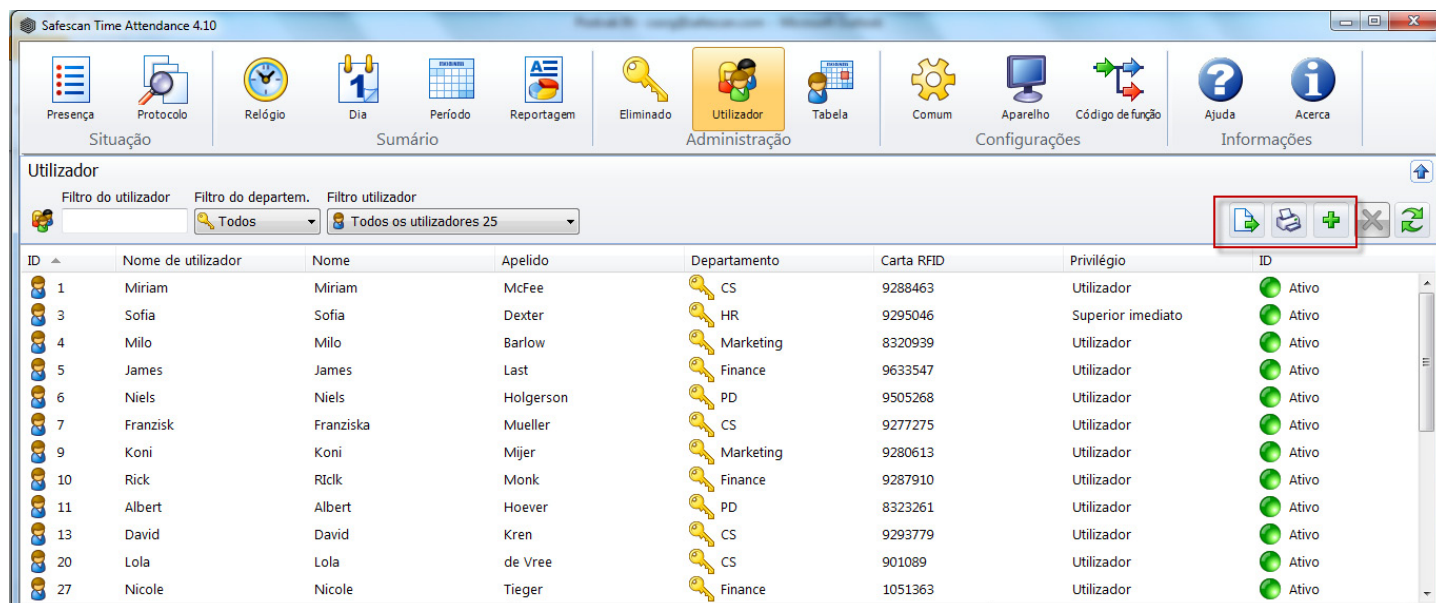 Safescan Time Attendance 4.10
Presença Protocolo Relógio Dia Período Reportagem Eliminado Utilizador Tabela Comum Aparelho Código de função Ajuda Acerca
Situação Sumário Administração Configurações Informações
Utilizador
Filtro do utilizador Filtro do departem. Filtro utilizador
Todos Todos os utilizadores 25
ID Nome de utilizador Nome Apelido Departamento Carta RFID Privilégio ID
1 Miriam Miriam McFee CS 9288463 Utilizador Ativo
3 Sofia Sofia Dexter HR 9295046 Superior imediato Ativo
4 Milo Milo Barlow Marketing 8320939 Utilizador Ativo
5 James James Last Finance 9633547 Utilizador Ativo
6 Niels Niels Holgerson PD 9505268 Utilizador Ativo
7 Franzisk Franziska Mueller CS 9277275 Utilizador Ativo
9 Koni Koni Mijer Marketing 9280613 Utilizador Ativo
10 Rick RIclk Monk Finance 9287910 Utilizador Ativo
11 Albert Albert Hoever PD 8323261 Utilizador Ativo
13 David David Kren CS 9293779 Utilizador Ativo
20 Lola Lola de Vree CS 901089 Utilizador Ativo
27 Nicole Nicole Tieger Finance 1051363 Utilizador Ativo